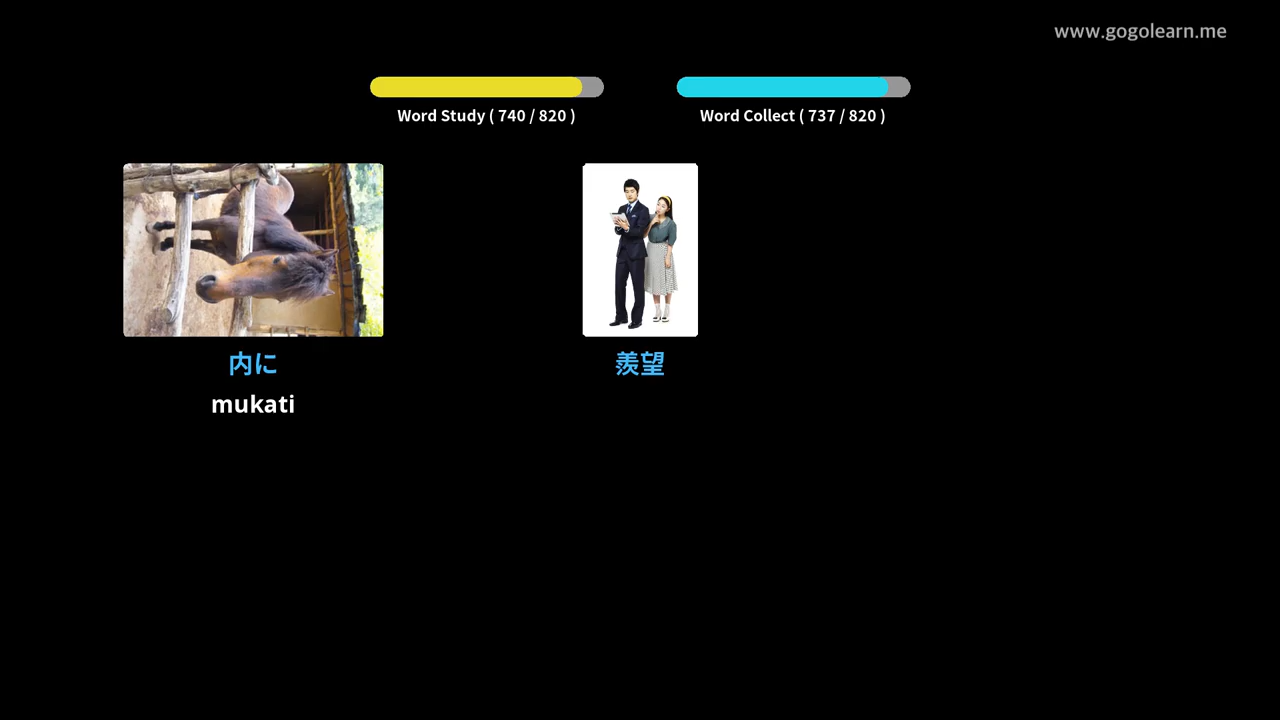 www.gogolearn.me
Word Study ( 740 / 820 )
Word Collect ( 737 / 820 )
内に
mukati
羨望